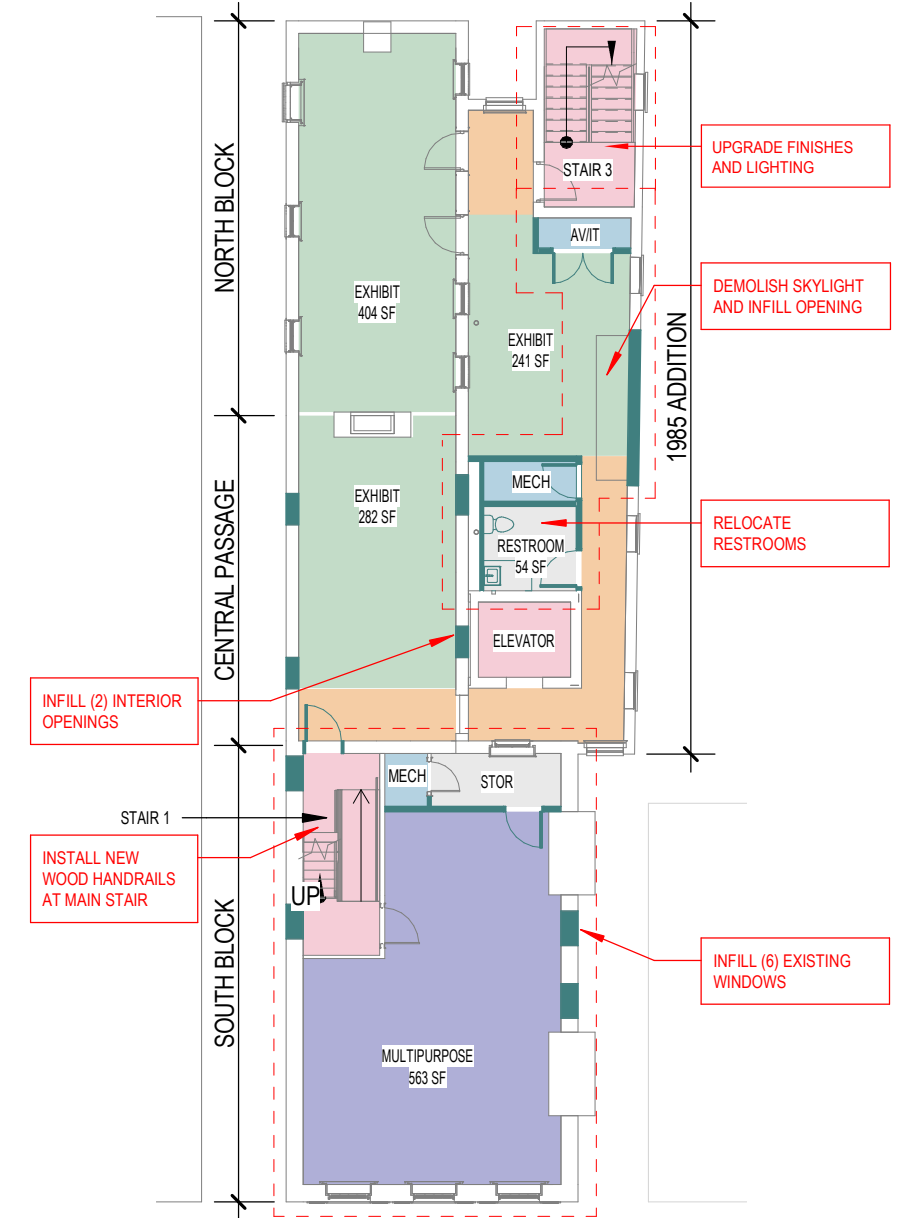 NORTH BLOCK
CENTRAL PASSAGE
SOUTH BLOCK
1985 ADDITION
STAIR 3
UPGRADE FINISHES
AND LIGHTING
AV/IT
EXHIBIT
404 SF
DEMOLISH SKYLIGHT
AND INFILL OPENING
EXHIBIT
241 SF
MECH
EXHIBIT
282 SF
RELOCATE
RESTROOMS
RESTROOM
54 SF
ELEVATOR
INFILL (2) INTERIOR
OPENINGS
MECH
STOR
STAIR 1
INSTALL NEW
WOOD HANDRAILS
AT MAIN STAIR
UP
INFILL (6) EXISTING
WINDOWS
MULTIPURPOSE
563 SF